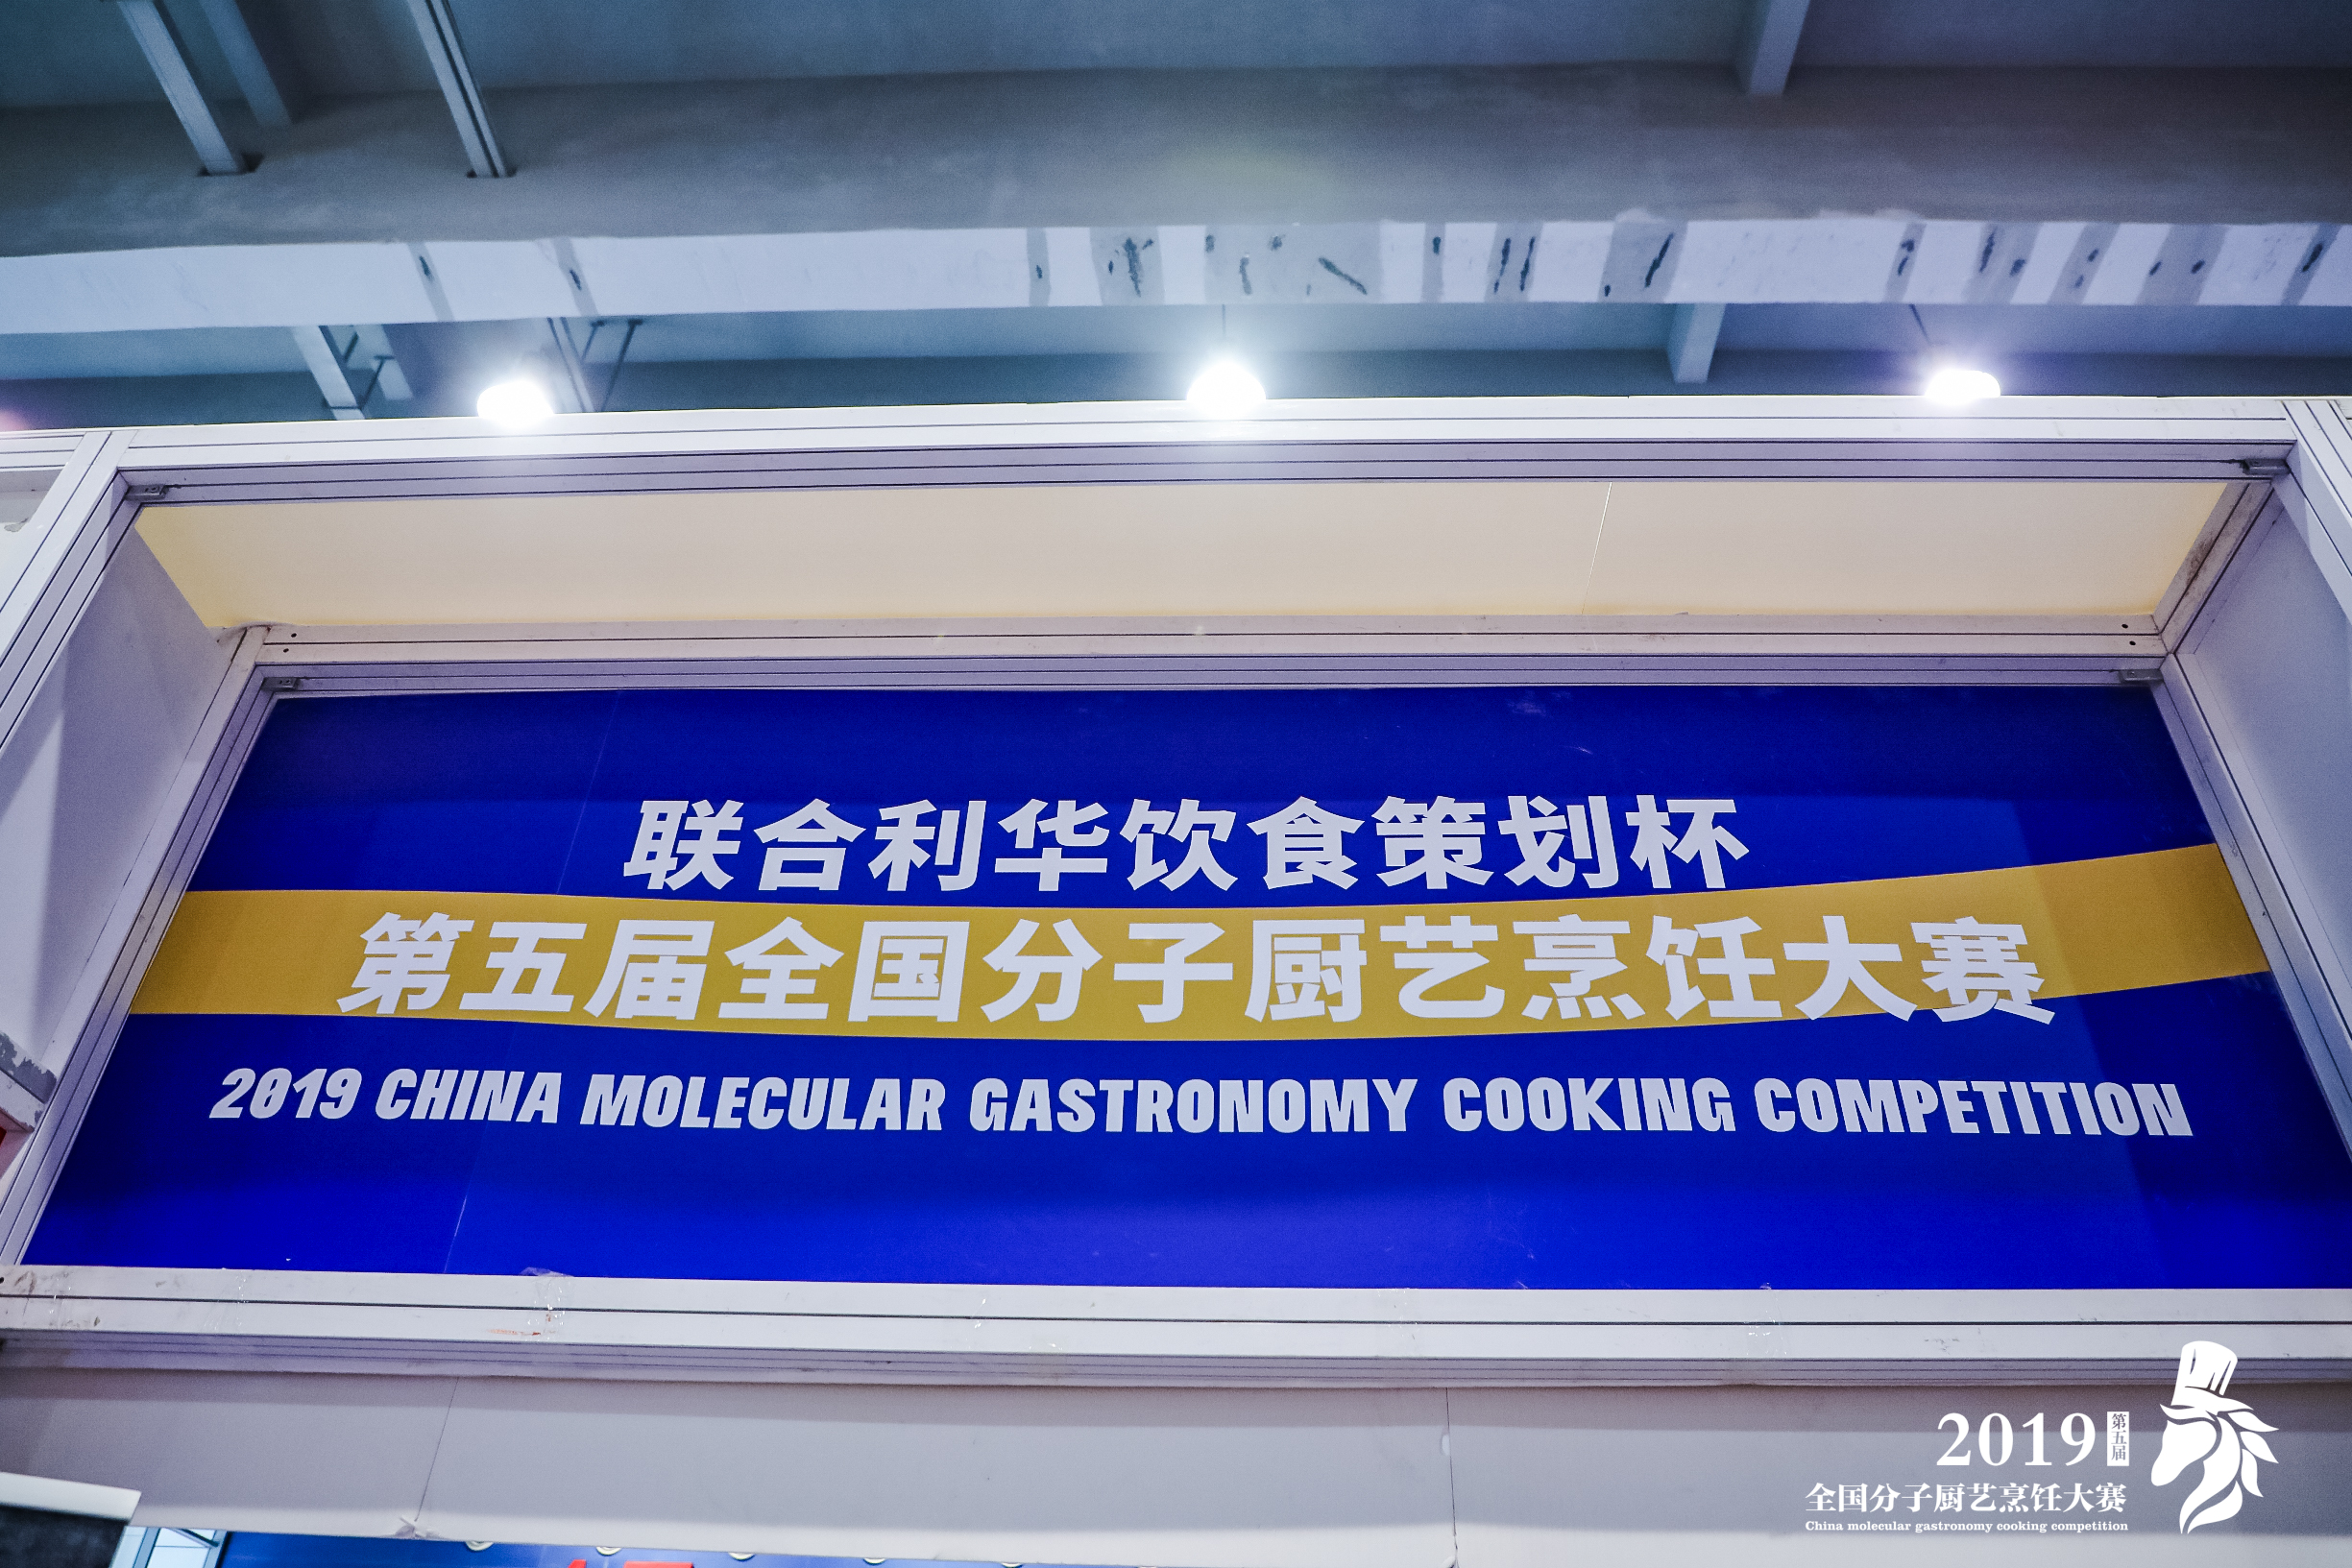 联合利华饮食策划杯
第五届全国分子厨艺烹饪大赛
2019 CHINA MOLECULAR GASTRONOMY COOKING COMPETITION
2019 第五届
全国分子厨艺烹饪大赛
China molecular gastronomy cooking competition